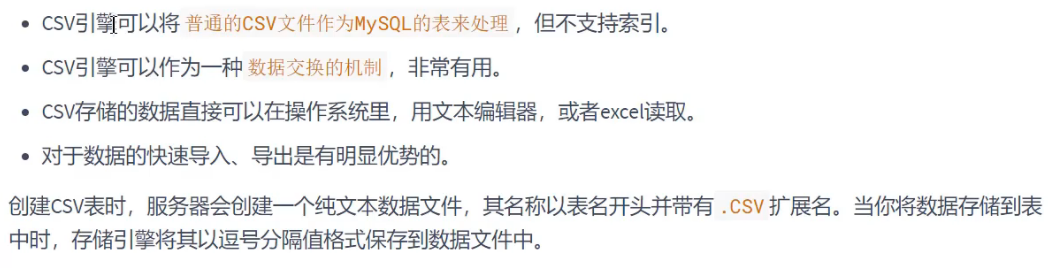 CSV引擎可以将 普通的CSV文件作为MySQL的表来处理，但不支持索引。
CSV引擎可以作为一种 数据交换的机制，非常有用。
CSV存储的数据直接可以在操作系统里，用文本编辑器，或者excel读取。
对于数据的快速导入、导出是有明显优势的。
创建CSV表时，服务器会创建一个纯文本数据文件，其名称以表名开头并带有 .CSV 扩展名。当你将数据存储到表
中时，存储引擎将其以逗号分隔值格式保存到数据文件中。